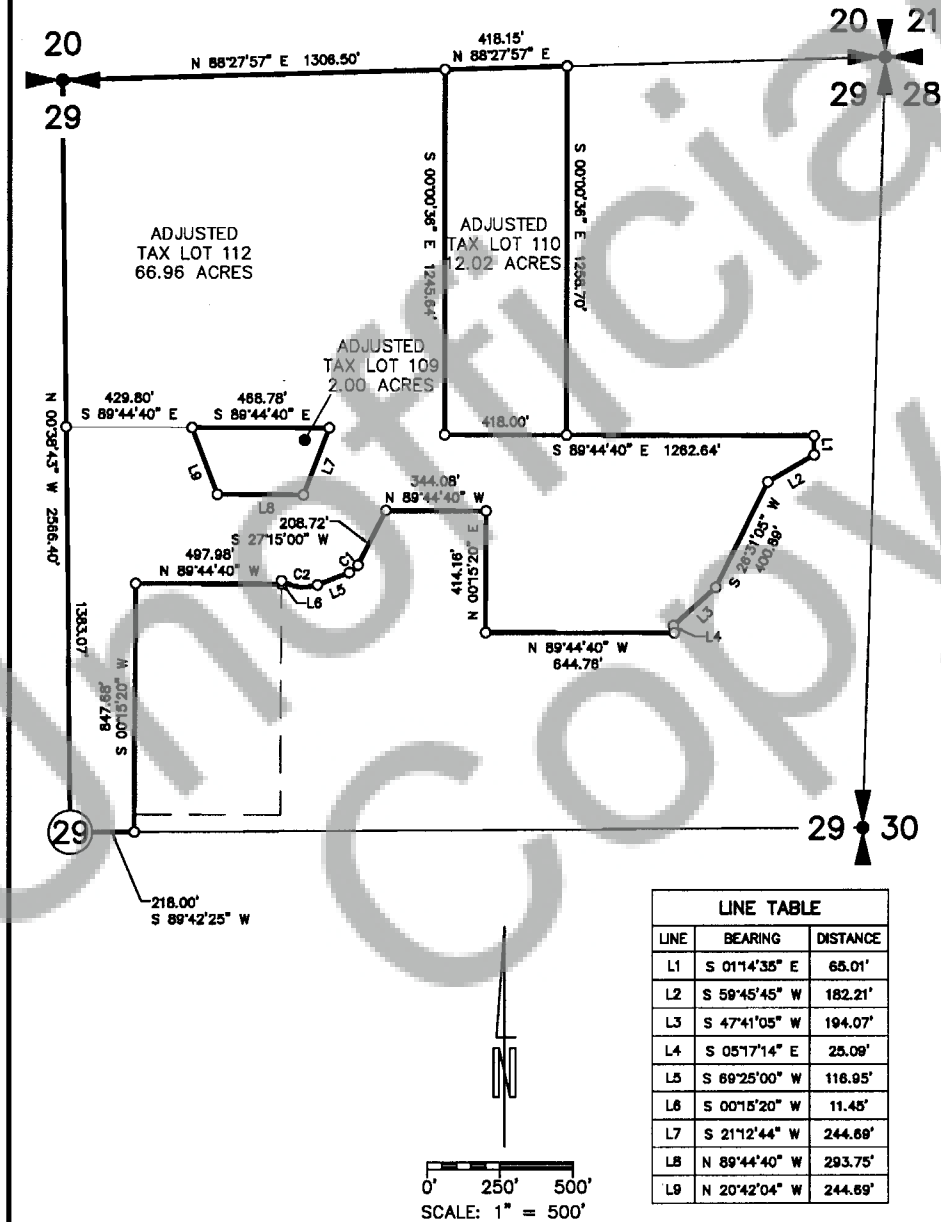 20
20 21
418.15'
N 88°27'57" E 1306.50'
N 88°27'57" E
29
29 28
S 00°00'36" E 1245.64'
S 00°00'36" E 1256.70'
ADJUSTED
TAX LOT 112
66.96 ACRES
ADJUSTED
TAX LOT 110
12.02 ACRES
ADJUSTED
TAX LOT 109
2.00 ACRES
429.80'
S 89°44'40" E
468.78'
S 89°44'40" E
N 00°36'43" W 2566.40'
418.00'
S 89°44'40" E 1262.64'
L1
L2
L9
L7
L8
344.08'
N 89°44'40" W
208.72'
S 27°15'00" W
S 28°31'05" W
400.89'
497.98'
N 89°44'40" W
C2
C1
L5
L6
414.16'
N 00°15'20" E
L3
L4
N 89°44'40" W
644.78'
1383.07'
847.68'
S 00°15'20" W
29
29 30
218.00'
S 89°42'25" W
LINE TABLE
LINE BEARING DISTANCE
L1 S 01°14'35" E 65.01'
L2 S 59°45'45" W 182.21'
L3 S 47°41'05" W 194.07'
L4 S 05°17'14" E 25.09'
L5 S 69°25'00" W 116.95'
L6 S 00°15'20" W 11.45'
L7 S 21°12'44" W 244.69'
L8 N 89°44'40" W 293.75'
L9 N 20°42'04" W 244.69'
N
0' 250' 500'
SCALE: 1" = 500'
Unofficial
Copy